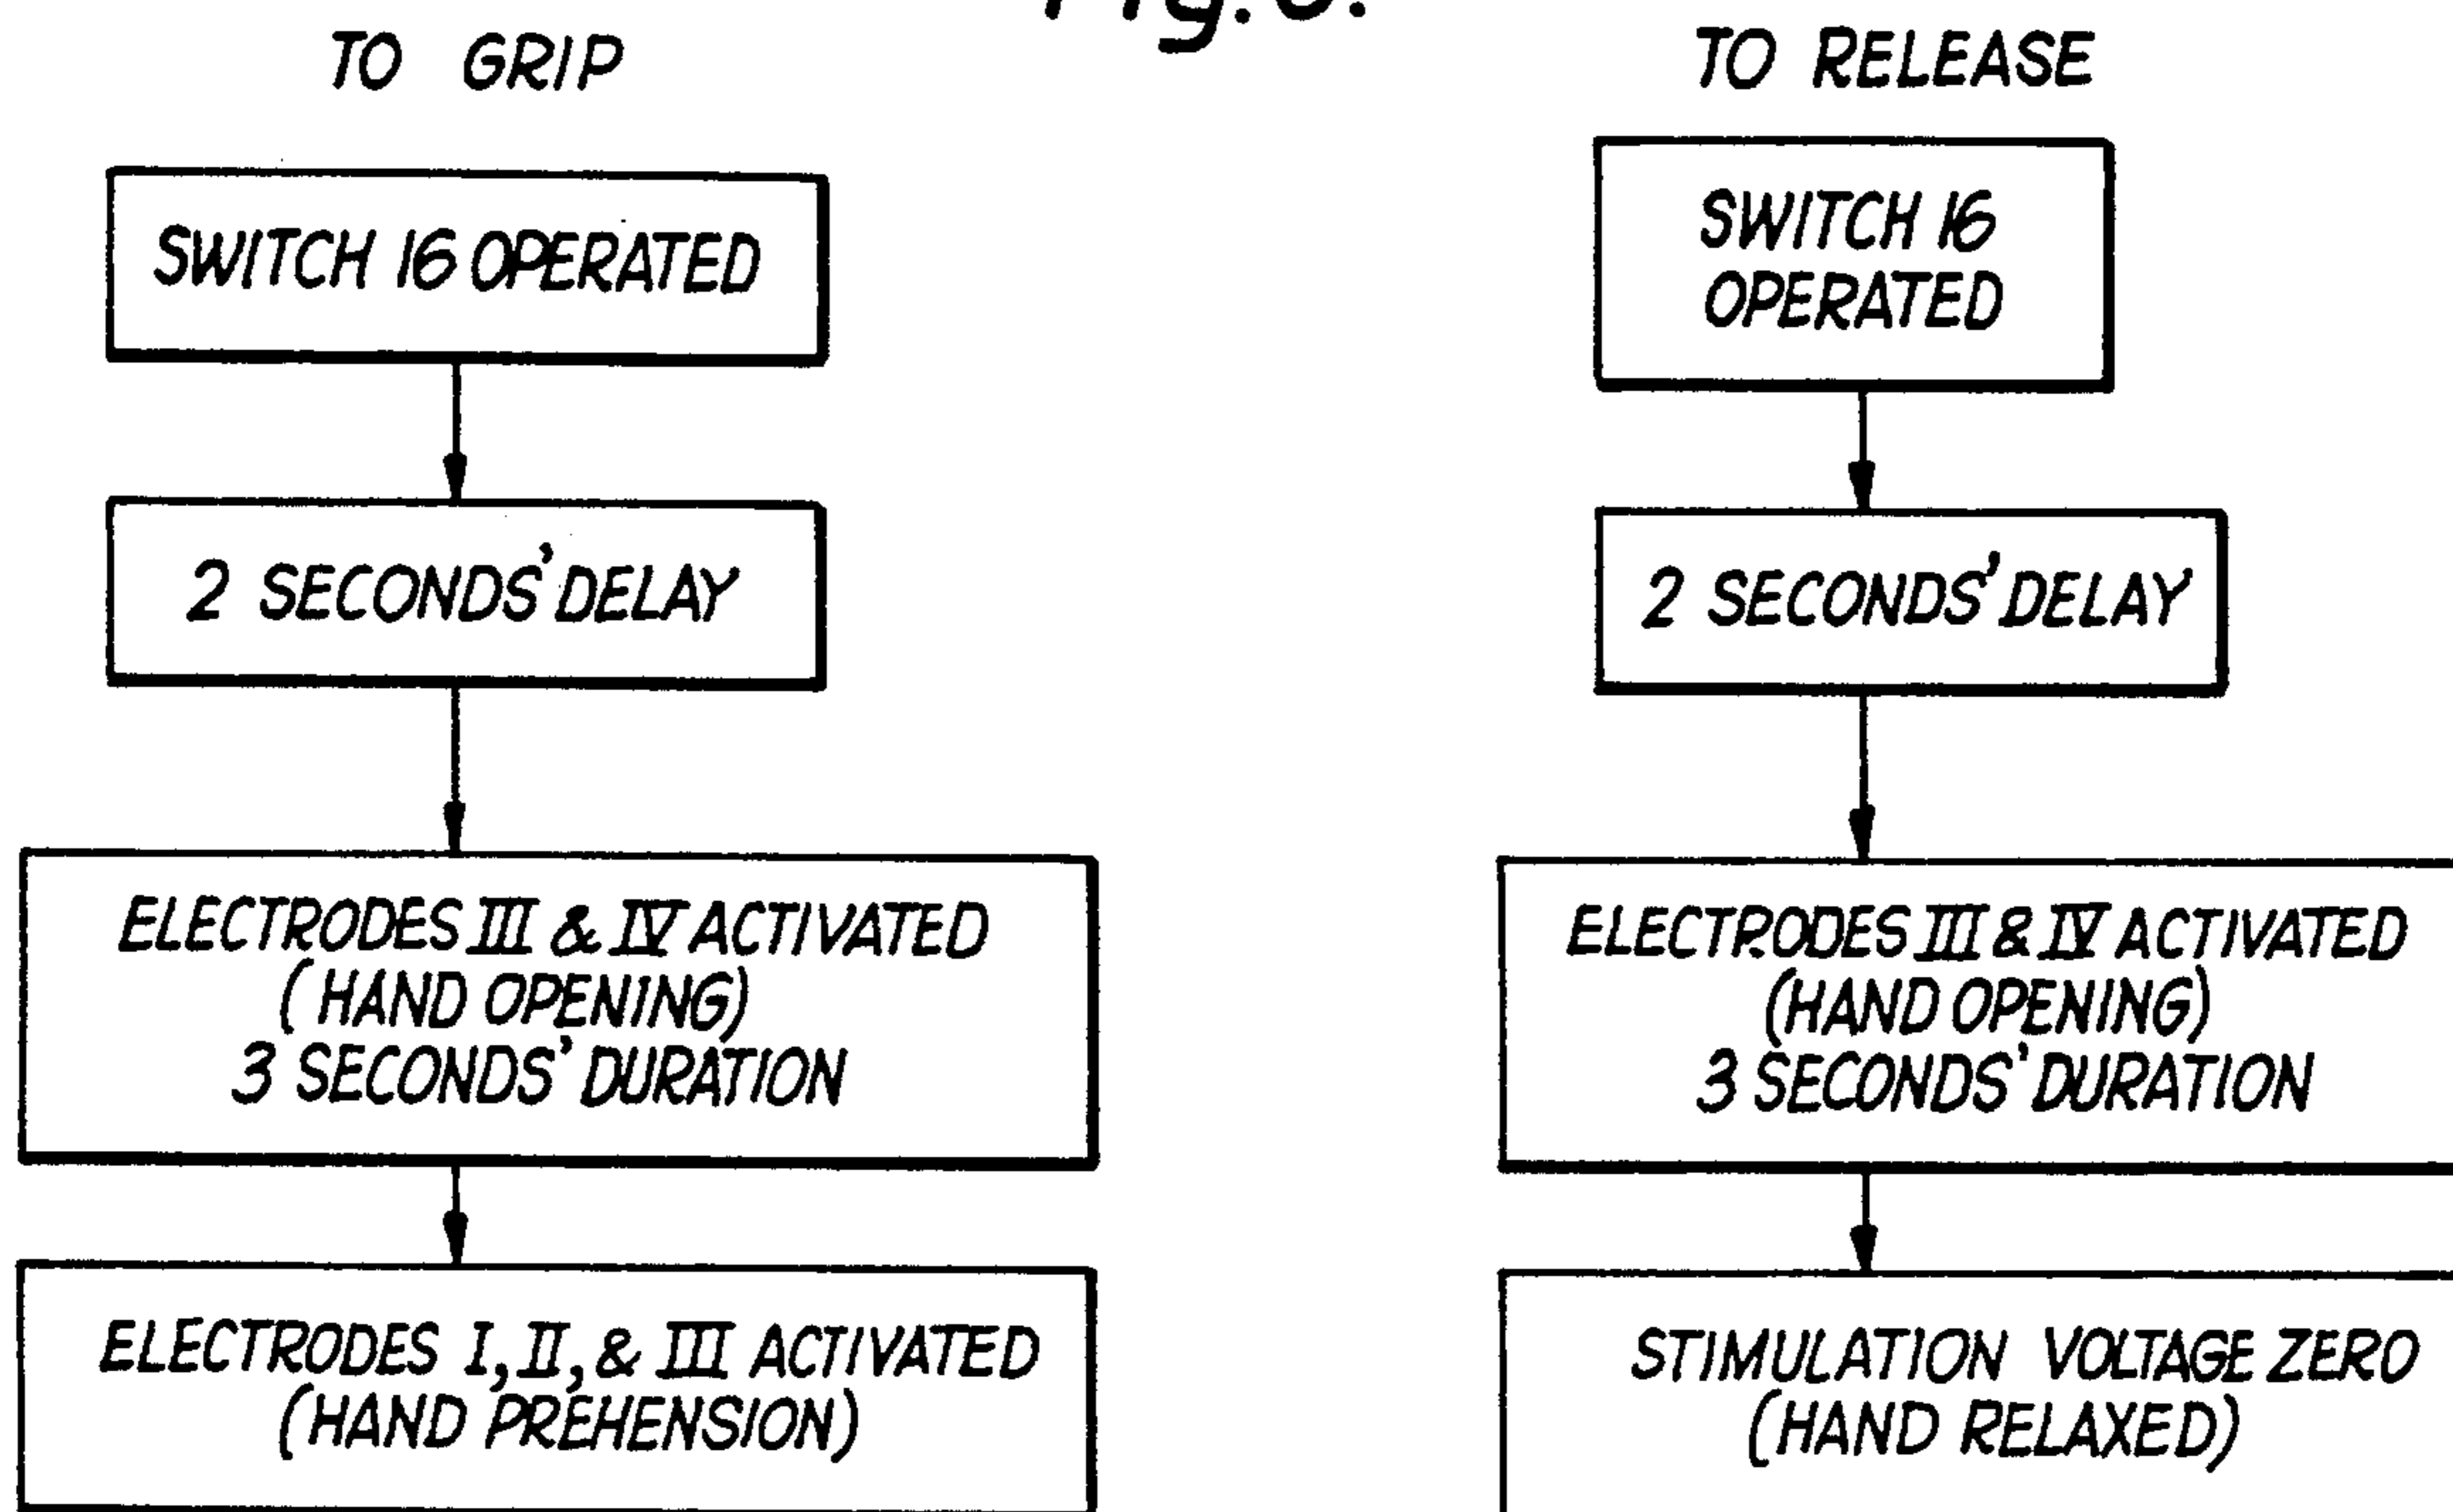 TO GRIP
SWITCH 16 OPERATED
2 SECONDS' DELAY
ELECTRODES III & IV ACTIVATED
(HAND OPENING)
3 SECONDS' DURATION
ELECTRODES I, II, & III ACTIVATED
(HAND PREHENSION)
TO RELEASE
SWITCH 16
OPERATED
2 SECONDS' DELAY
ELECTRODES III & IV ACTIVATED
(HAND OPENING)
3 SECONDS' DURATION
STIMULATION VOLTAGE ZERO
(HAND RELAXED)